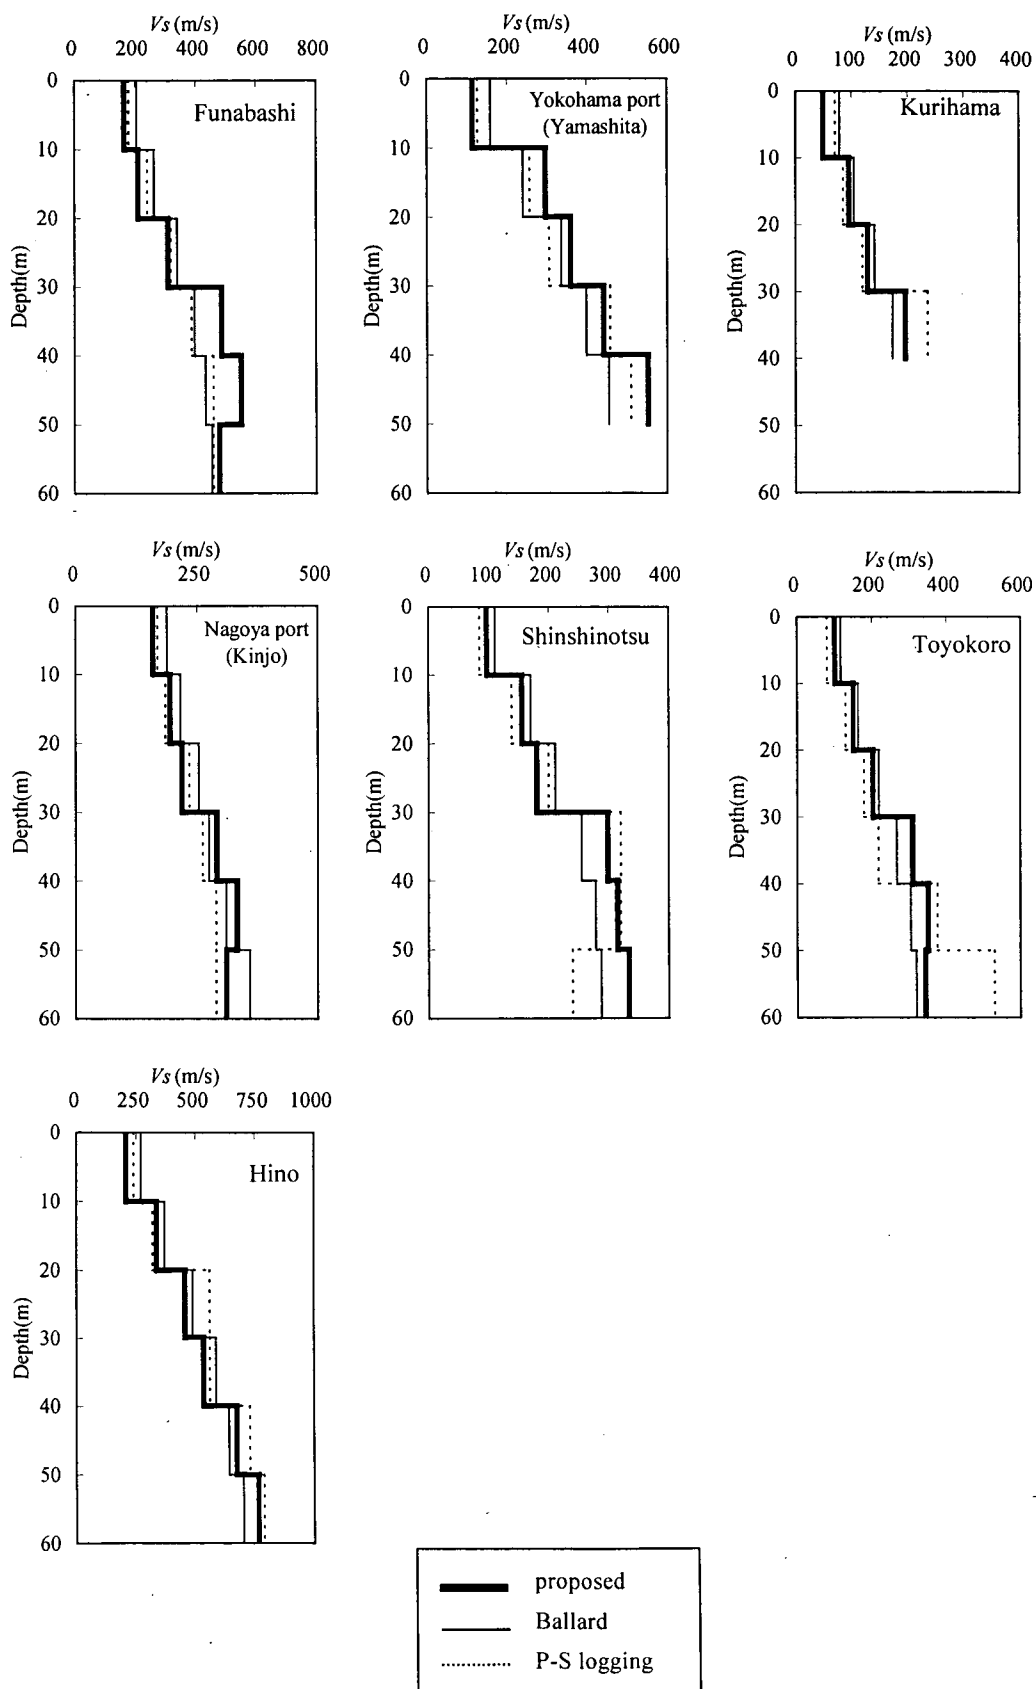 Vs (m/s)
0 200 400 600 800
0
10
20
30
40
50
60
Depth(m)
Funabashi
Vs (m/s)
0 200 400 600
0
10
20
30
40
50
60
Depth(m)
Yokohama port
(Yamashita)
Vs (m/s)
0 100 200 300 400
0
10
20
30
40
50
60
Depth(m)
Kurihama
Vs (m/s)
0 250 500
0
10
20
30
40
50
60
Depth(m)
Nagoya port
(Kinjo)
Vs (m/s)
0 100 200 300 400
0
10
20
30
40
50
60
Depth(m)
Shinshinotsu
Vs (m/s)
0 200 400 600
0
10
20
30
40
50
60
Depth(m)
Toyokoro
Vs (m/s)
0 250 500 750 1000
0
10
20
30
40
50
60
Depth(m)
Hino
proposed
Ballard
P-S logging